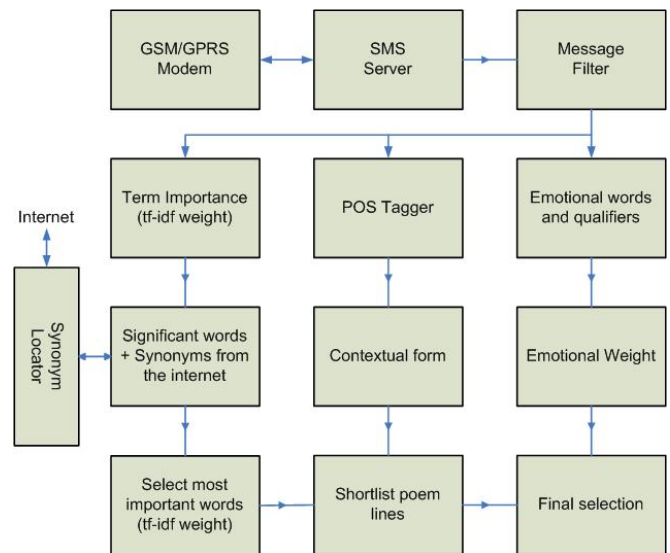 GSM/GPRS
Modem
SMS
Server
Message
Filter
Term Importance
(tf-idf weight)
POS Tagger
Emotional words
and qualifiers
Internet
Synonym
Locator
Significant words
+ Synonyms from
the internet
Contextual form
Emotional Weight
Select most
important words
(tf-idf weight)
Shortlist poem
lines
Final selection